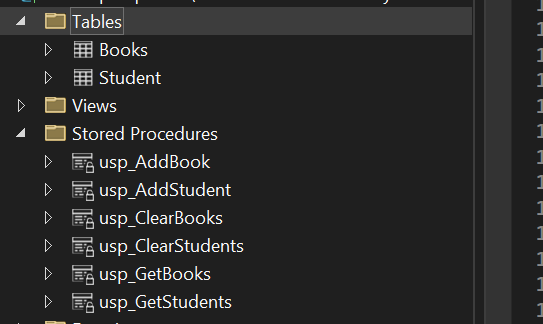 Tables
Books
Student
Views
Stored Procedures
usp_AddBook
usp_AddStudent
usp_ClearBooks
usp_ClearStudents
usp_GetBooks
usp_GetStudents